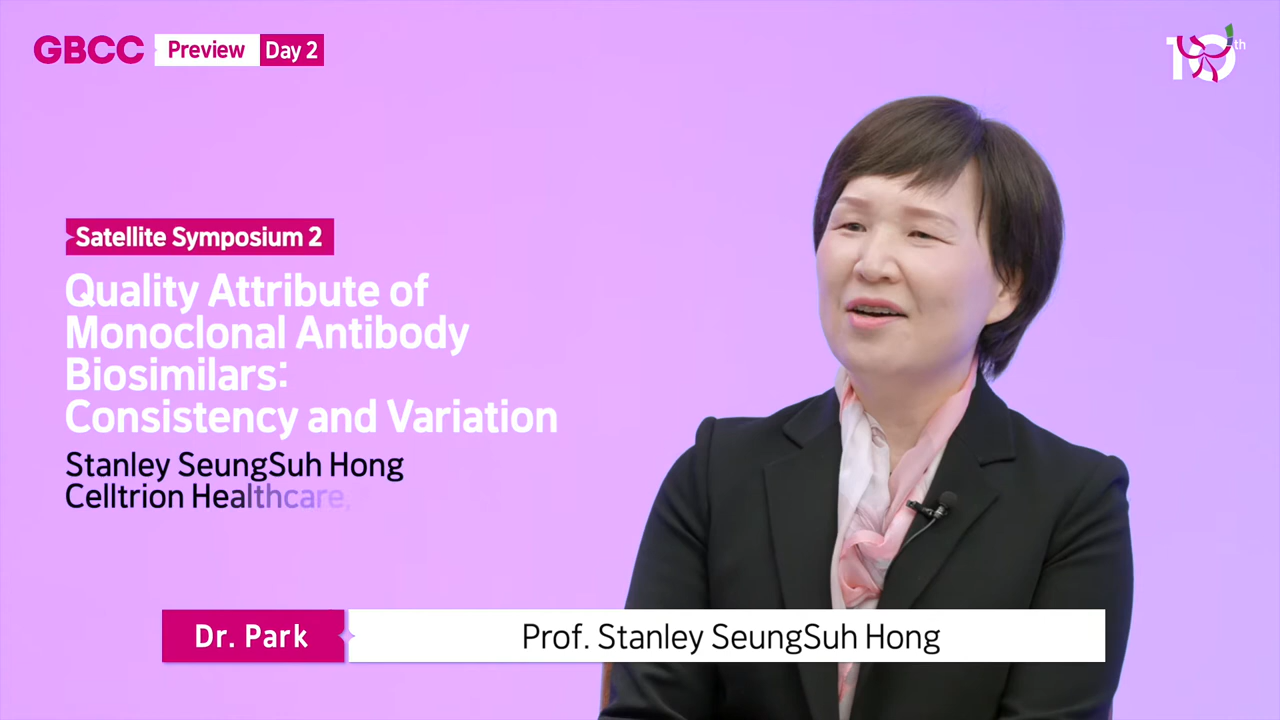 GBCC Preview Day 2
10th
Satellite Symposium 2
Quality Attribute of
Monoclonal Antibody
Biosimilars:
Consistency and Variation
Stanley SeungSuh Hong
Celltrion Healthcare,
Dr. Park
Prof. Stanley SeungSuh Hong